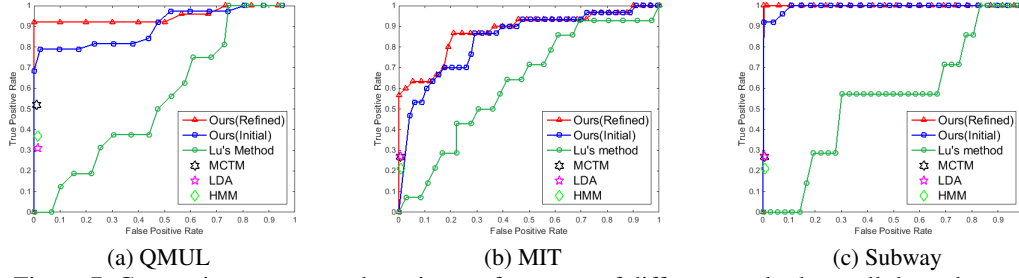 1
0.9
0.8
0.7
0.6
0.5
0.4
0.3
0.2
0.1
0
True Positive Rate
Ours(Refined)
Ours(Initial)
Lu's Method
MCTM
LDA
HMM
0 0.1 0.2 0.3 0.4 0.5 0.6 0.7 0.8 0.9 1
False Positive Rate
(a) QMUL
1
0.9
0.8
0.7
0.6
0.5
0.4
0.3
0.2
0.1
0
True Positive Rate
Ours(Refined)
Ours(Initial)
Lu's method
MCTM
LDA
HMM
0 0.1 0.2 0.3 0.4 0.5 0.6 0.7 0.8 0.9 1
False Positive Rate
(b) MIT
1
0.9
0.8
0.7
0.6
0.5
0.4
0.3
0.2
0.1
0
True Positive Rate
Ours(Refined)
Ours(Initial)
Lu's method
MCTM
LDA
HMM
0 0.1 0.2 0.3 0.4 0.5 0.6 0.7 0.8 0.9
False Positive Rate
(c) Subway